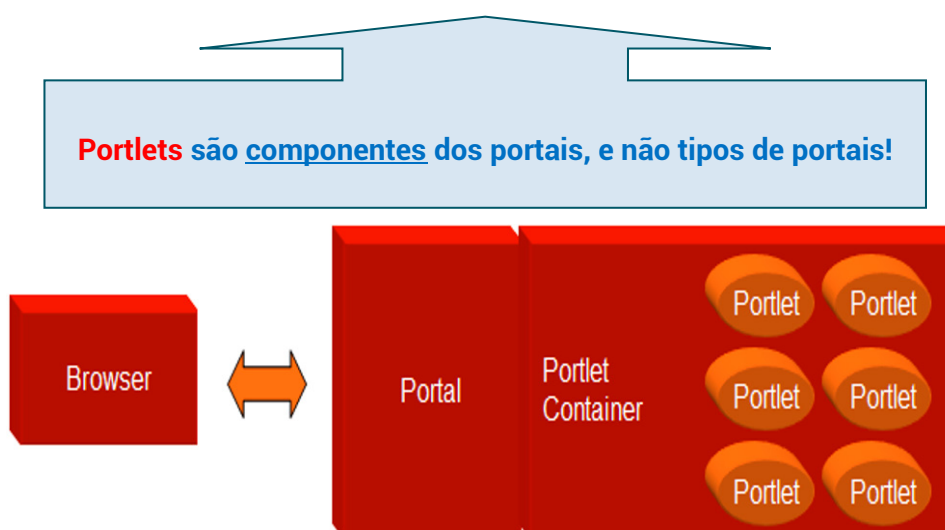 Portlets são componentes dos portais, e não tipos de portais!
Browser
Portal
Portlet
Container
Portlet
Portlet
Portlet
Portlet
Portlet
Portlet